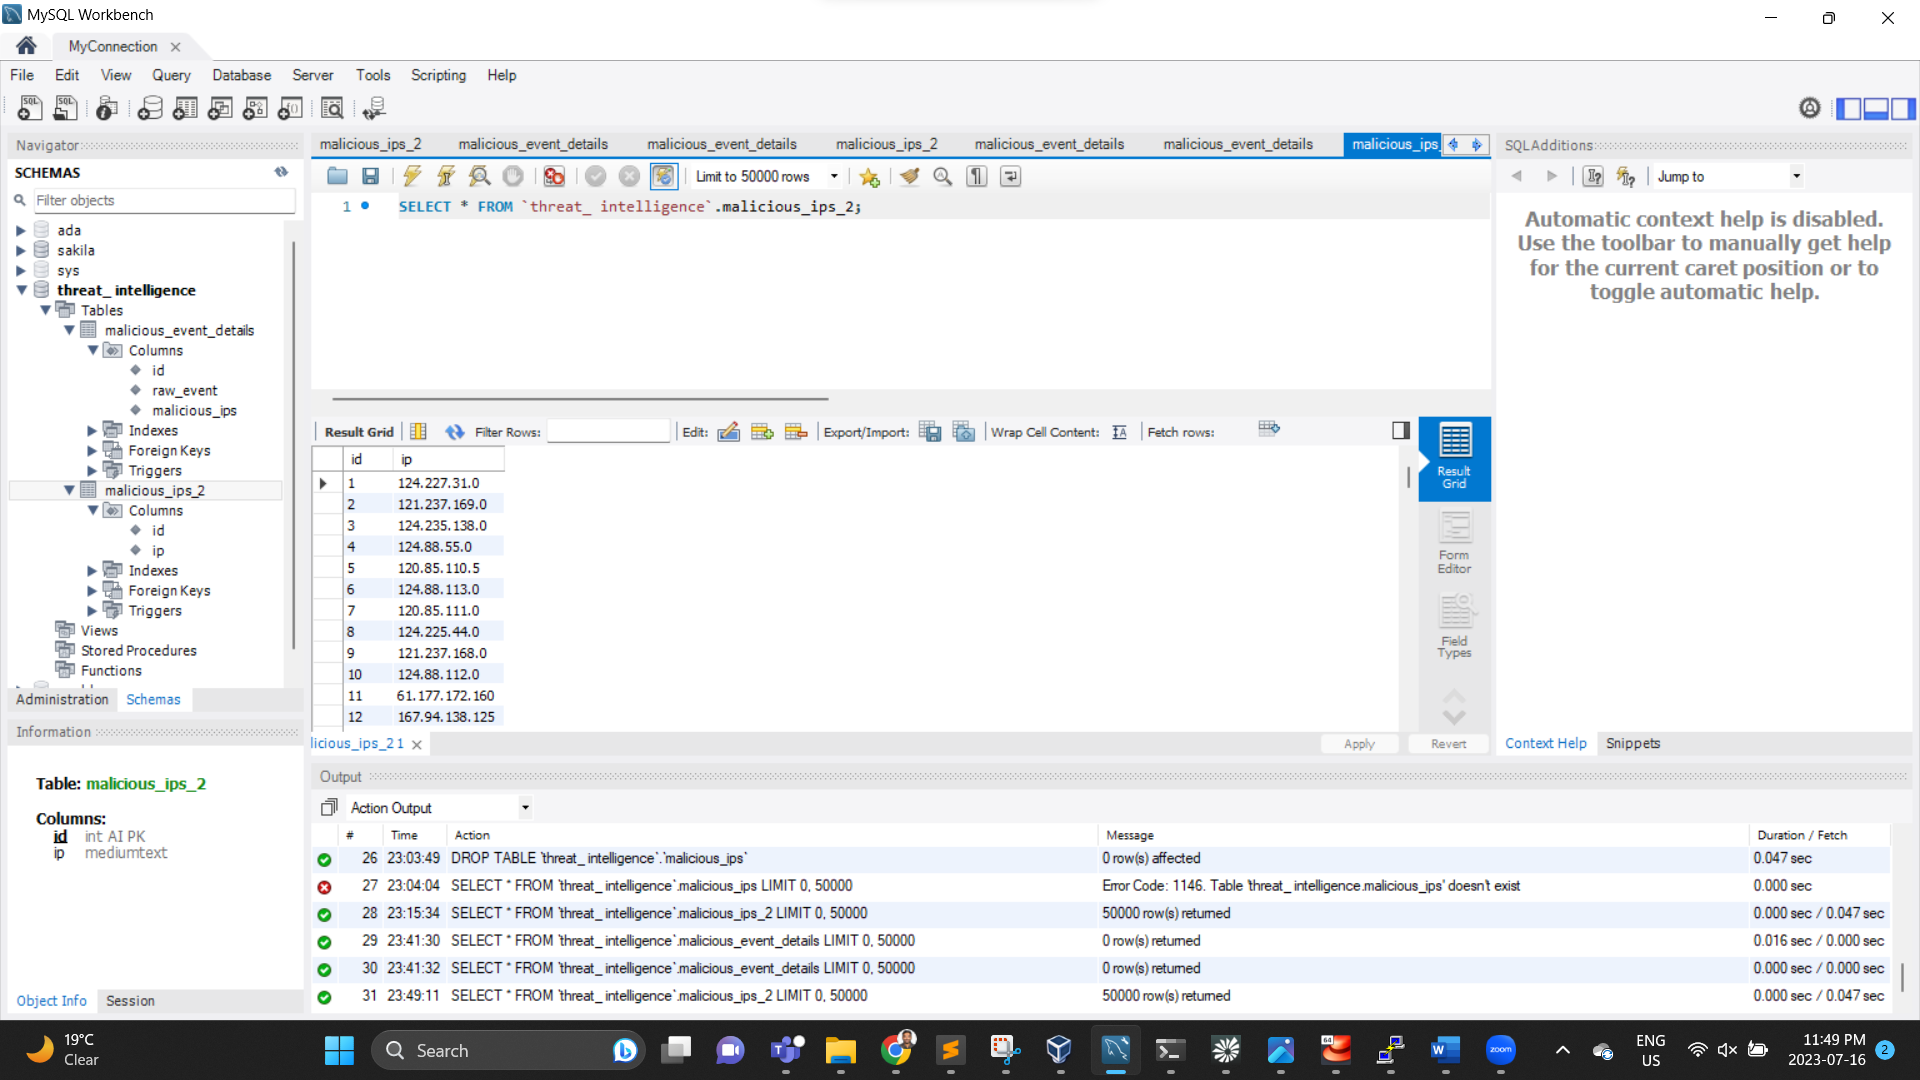 MySQL Workbench
MyConnection
File Edit View Query Database Server Tools Scripting Help
Navigator
SCHEMAS
Filter objects
ada
sakila
sys
threat_ intelligence
Tables
malicious_event_details
Columns
id
raw_event
malicious_ips
Indexes
Foreign Keys
Triggers
malicious_ips_2
Columns
id
ip
Indexes
Foreign Keys
Triggers
Views
Stored Procedures
Functions
Administration Schemas
Information
Table: malicious_ips_2
Columns:
id int AI PK
ip mediumtext
Object Info Session
malicious_ips_2 malicious_event_details malicious_event_details malicious_ips_2 malicious_event_details malicious_event_details malicious_ips_
Limit to 50000 rows
1 SELECT * FROM `threat_ intelligence`.malicious_ips_2;
Result Grid Filter Rows: Edit: Export/Import: Wrap Cell Content: Fetch rows:
id ip
1 124.227.31.0
2 121.237.169.0
3 124.235.138.0
4 124.88.55.0
5 120.85.110.5
6 124.88.113.0
7 120.85.111.0
8 124.225.44.0
9 121.237.168.0
10 124.88.112.0
11 61.177.172.160
12 167.94.138.125
Result
Grid
Form
Editor
Field
Types
licious_ips_2 1
Apply Revert
SQLAdditions
Jump to
Automatic context help is disabled.
Use the toolbar to manually get help
for the current caret position or to
toggle automatic help.
Context Help Snippets
Output
Action Output
# Time Action Message Duration / Fetch
26 23:03:49 DROP TABLE `threat_ intelligence`.`malicious_ips` 0 row(s) affected 0.047 sec
27 23:04:04 SELECT * FROM `threat_ intelligence`.malicious_ips LIMIT 0, 50000 Error Code: 1146. Table 'threat_ intelligence.malicious_ips' doesn't exist 0.000 sec
28 23:15:34 SELECT * FROM `threat_ intelligence`.malicious_ips_2 LIMIT 0, 50000 50000 row(s) returned 0.000 sec / 0.047 sec
29 23:41:30 SELECT * FROM `threat_ intelligence`.malicious_event_details LIMIT 0, 50000 0 row(s) returned 0.016 sec / 0.000 sec
30 23:41:32 SELECT * FROM `threat_ intelligence`.malicious_event_details LIMIT 0, 50000 0 row(s) returned 0.000 sec / 0.000 sec
31 23:49:11 SELECT * FROM `threat_ intelligence`.malicious_ips_2 LIMIT 0, 50000 50000 row(s) returned 0.000 sec / 0.047 sec
19°C
Clear
Search
zoom
ENG
US
11:49 PM
2023-07-16
2